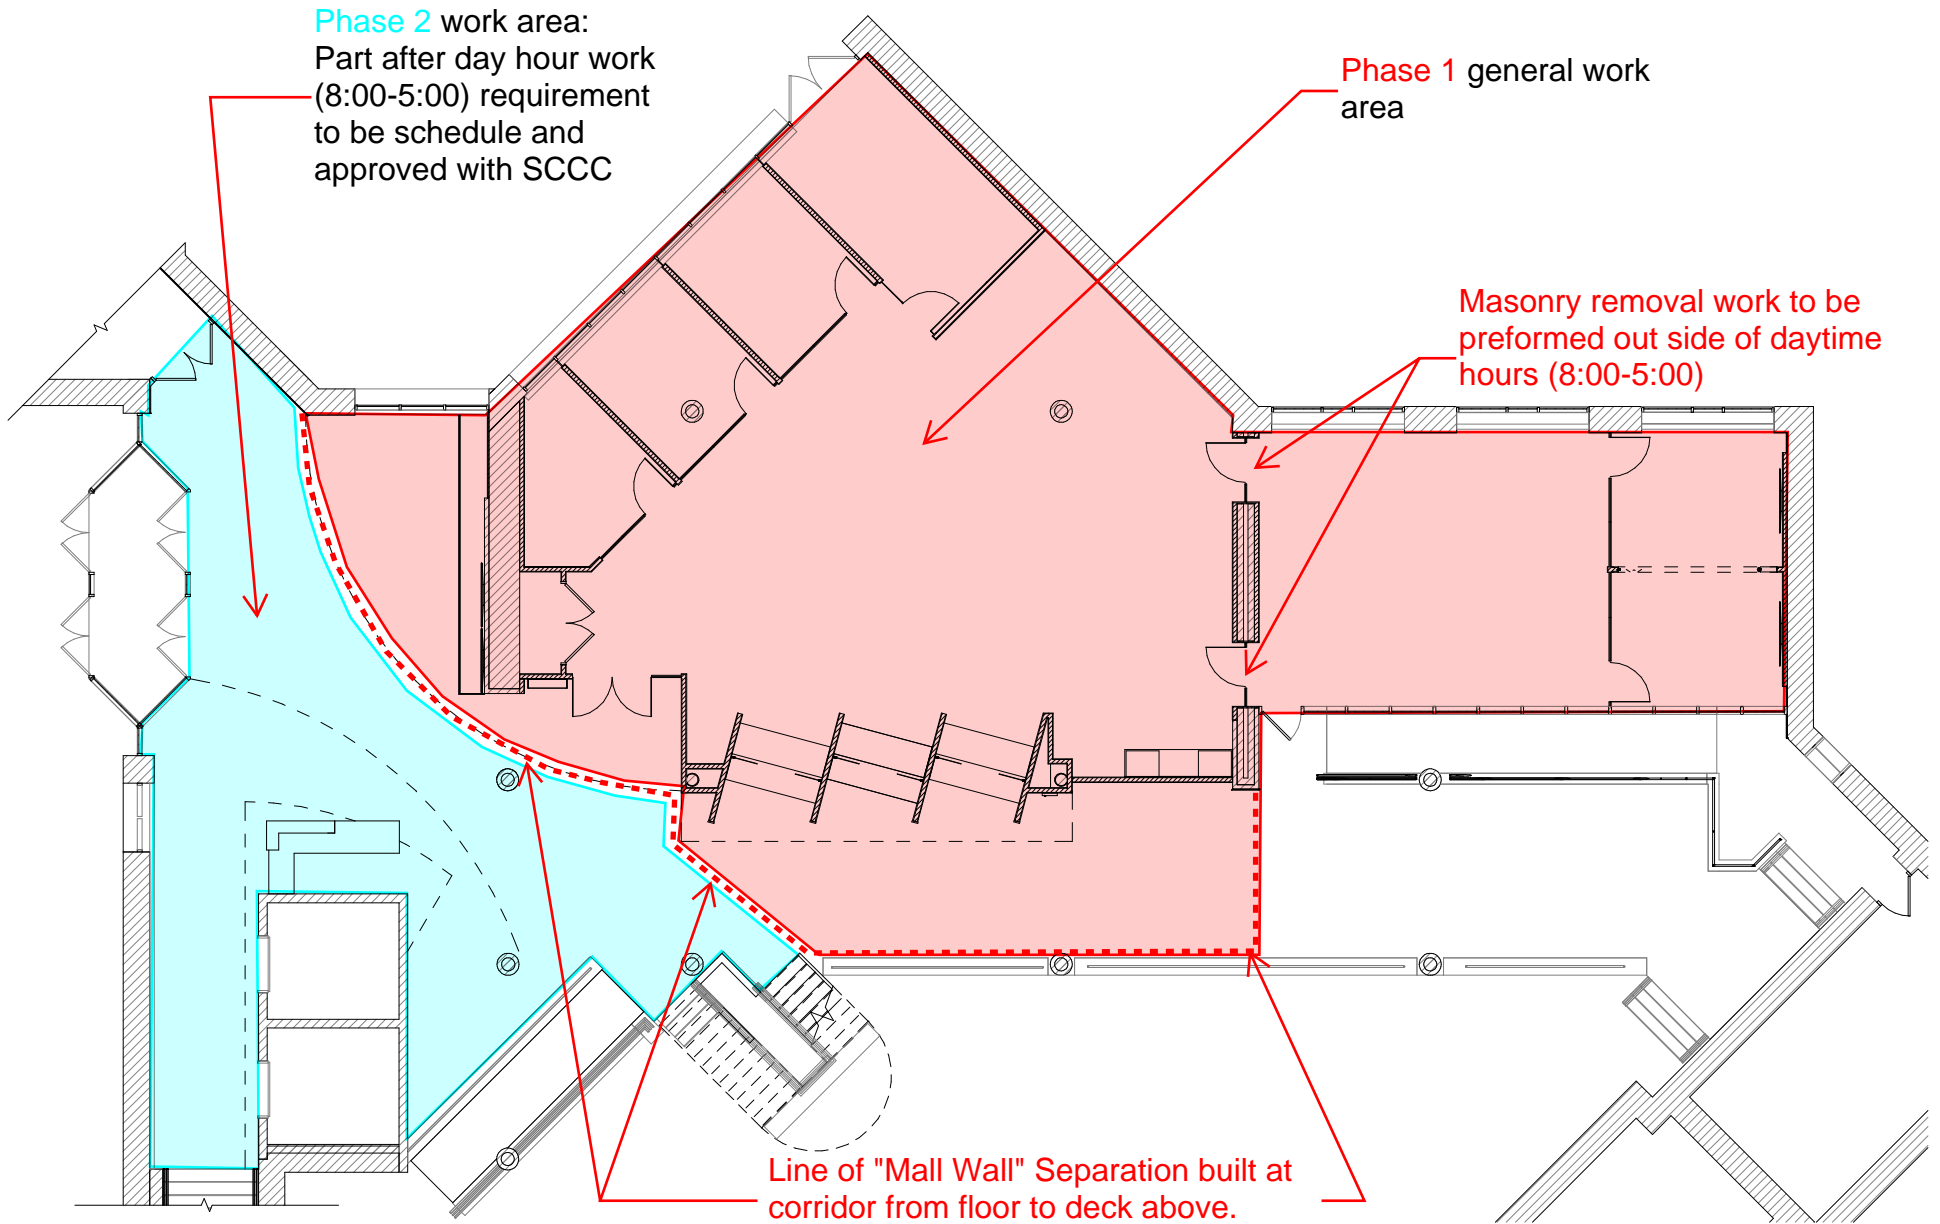 Phase 2 work area:
Part after day hour work
(8:00-5:00) requirement
to be schedule and
approved with SCCC
Phase 1 general work
area
Masonry removal work to be
preformed out side of daytime
hours (8:00-5:00)
Line of "Mall Wall" Separation built at
corridor from floor to deck above.